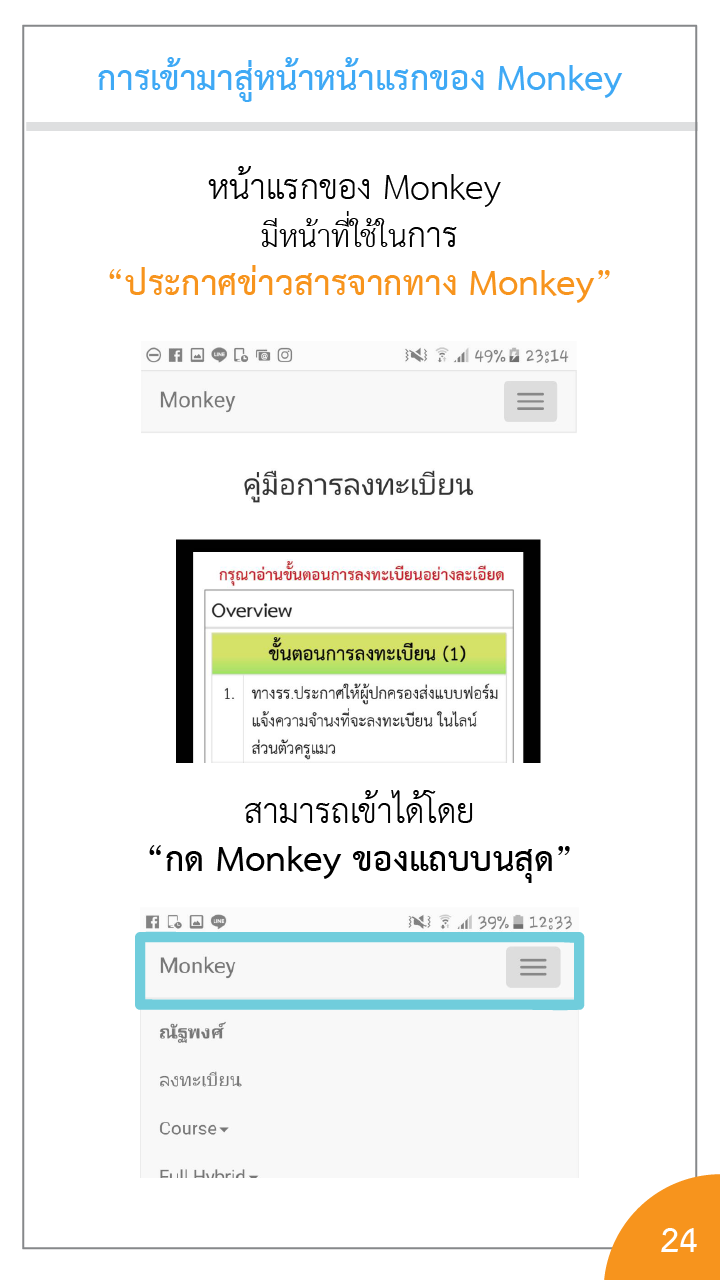 การเข้ามาสู่หน้าหน้าแรกของ Monkey
หน้าแรกของ Monkey
มีหน้าที่ใช้ในการ
“ประกาศข่าวสารจากทาง Monkey”
49% 23:14
Monkey
คู่มือการลงทะเบียน
กรุณาอ่านขั้นตอนการลงทะเบียนอย่างละเอียด
Overview
ขั้นตอนการลงทะเบียน (1)
1. ทางรร.ประกาศให้ผู้ปกครองส่งแบบฟอร์ม
แจ้งความจำนงที่จะลงทะเบียน ในไลน์
ส่วนตัวครูแมว
สามารถเข้าได้โดย
“กด Monkey ของแถบบนสุด”
39% 12:33
Monkey
ณัฐพงศ์
ลงทะเบียน
Course
Full Hybrid
24